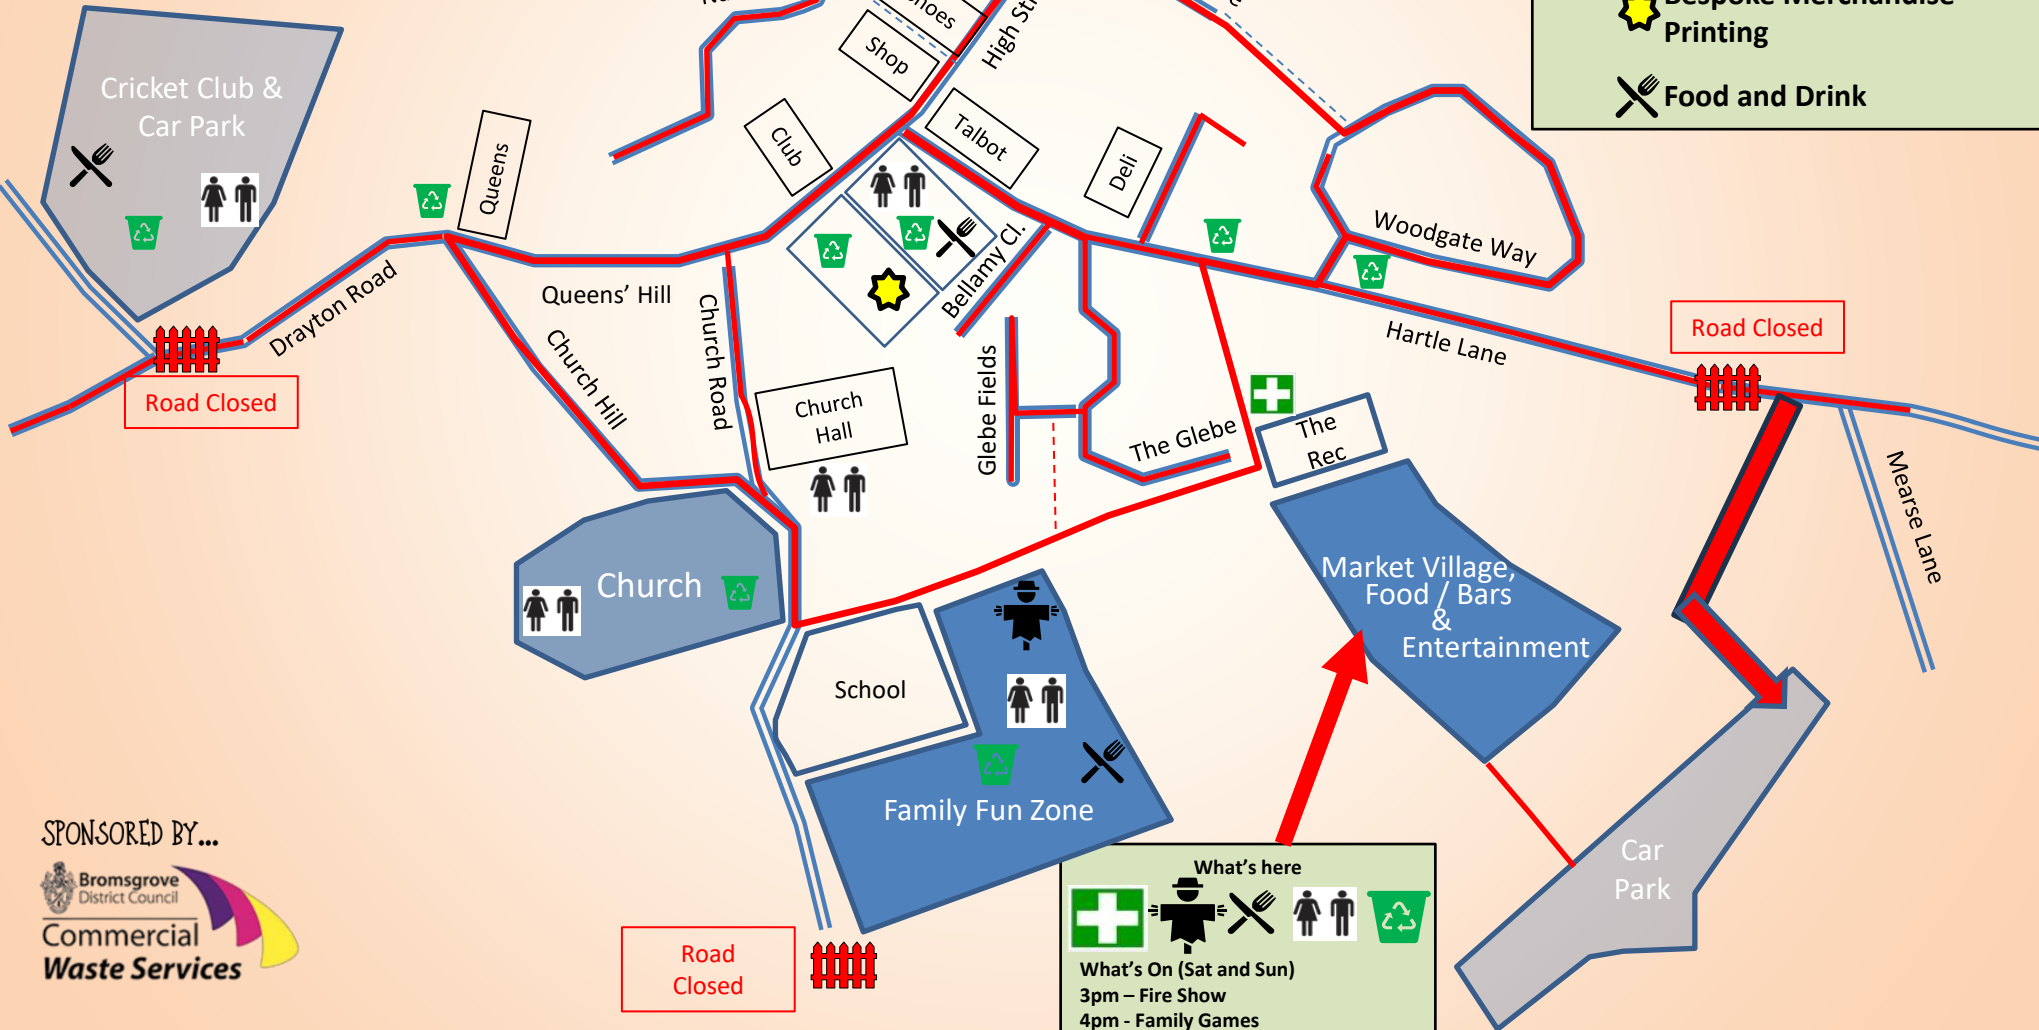 Shop
High
Bespoke Merchandise
Printing
Food and Drink
Cricket Club &
Car Park
Queens
Club
Talbot
Deli
Woodgate Way
Bellamy Cl.
Queens’ Hill
Drayton Road
Church Road
Church Hill
Hartle Lane
Road Closed
Road Closed
Church
Hall
Glebe Fields
The Glebe
The
Rec
Mearse Lane
Church
Market Village,
Food / Bars
&
Entertainment
School
Family Fun Zone
Car
Park
SPONSORED BY...
Bromsgrove
District Council
Commercial
Waste Services
Road
Closed
What’s here
What’s On (Sat and Sun)
3pm – Fire Show
4pm - Family Games